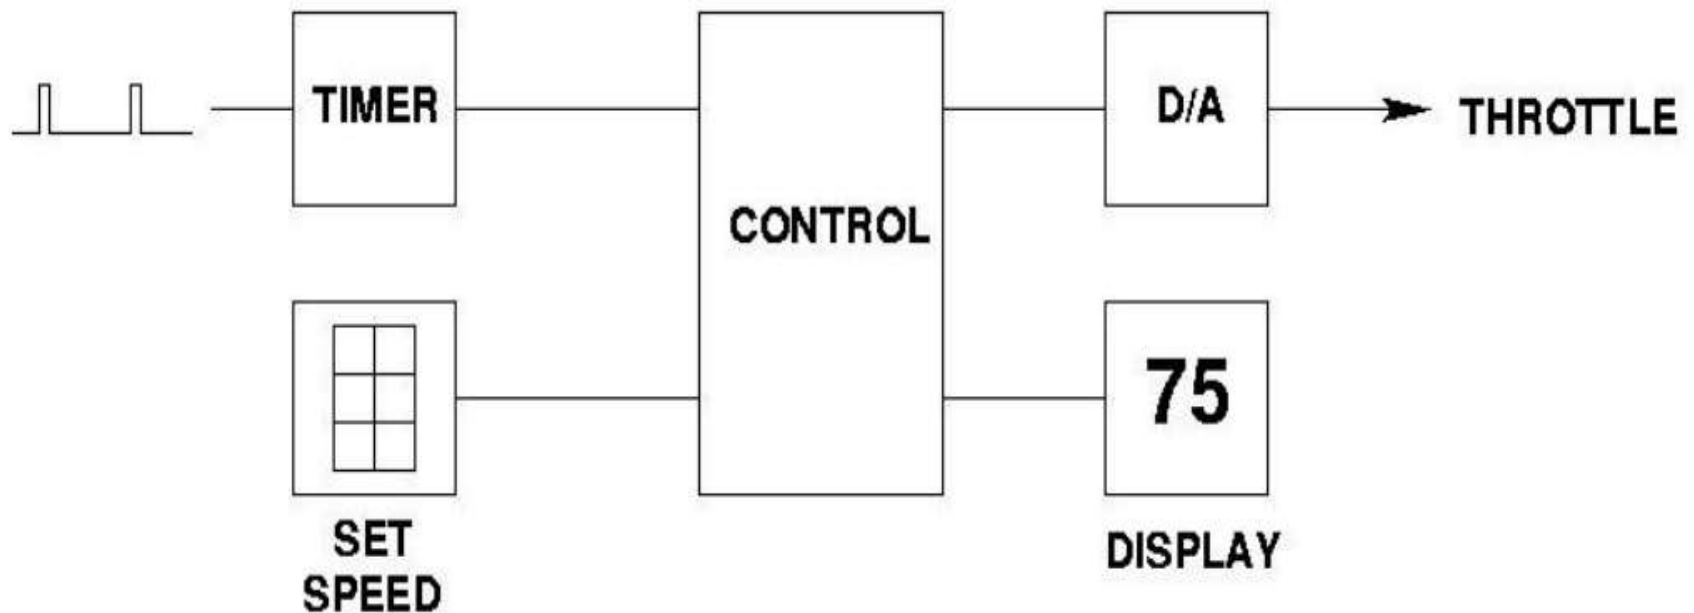 TIMER
CONTROL
D/A
THROTTLE
75
SET
SPEED
DISPLAY